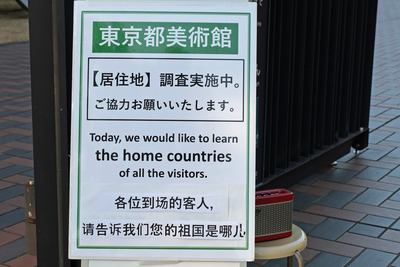 東京都美術館
【居住地】調査実施中。
ご協力お願いいたします。
Today, we would like to learn
the home countries
of all the visitors.
各位到场的客人，
请告诉我们您的祖国是哪儿